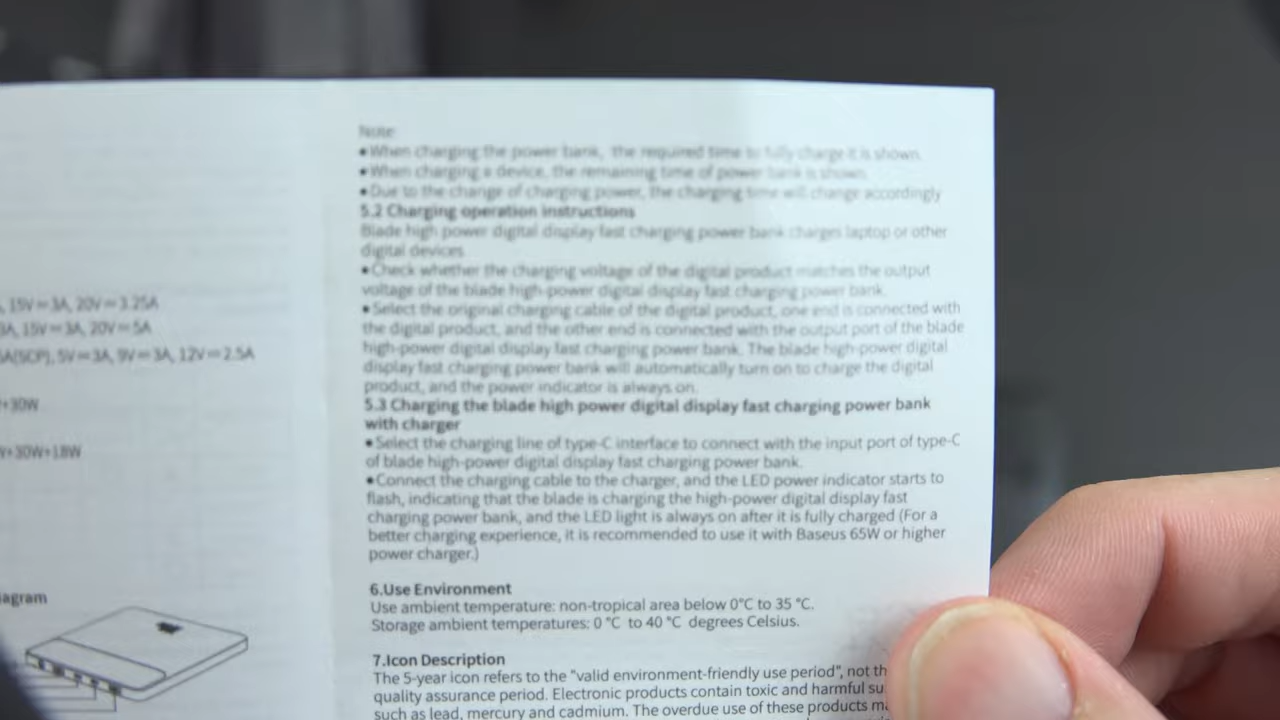 , 15V⎓3A, 20V⎓3.25A
3A, 15V⎓3A, 20V⎓5A
5A(SCP), 5V⎓3A, 9V⎓3A, 12V⎓2.5A
+30W
+30W+18W
agram
Note
●When charging the power bank, the required time to fully charge it is shown.
●When charging a device, the remaining time of power bank is shown.
●Due to the change of charging power, the charging time will change accordingly
5.2 Charging operation instructions
Blade high power digital display fast charging power bank charges laptop or other
digital devices
●Check whether the charging voltage of the digital product matches the output
voltage of the blade high-power digital display fast charging power bank.
●Select the original charging cable of the digital product, one end is connected with
the digital product, and the other end is connected with the output port of the blade
high-power digital display fast charging power bank. The blade high-power digital
display fast charging power bank will automatically turn on to charge the digital
product, and the power indicator is always on.
5.3 Charging the blade high power digital display fast charging power bank
with charger
●Select the charging line of type-C interface to connect with the input port of type-C
of blade high-power digital display fast charging power bank.
●Connect the charging cable to the charger, and the LED power indicator starts to
flash, indicating that the blade is charging the high-power digital display fast
charging power bank, and the LED light is always on after it is fully charged (For a
better charging experience, it is recommended to use it with Baseus 65W or higher
power charger.)
6.Use Environment
Use ambient temperature: non-tropical area below 0°C to 35 °C.
Storage ambient temperatures: 0 °C to 40 °C degrees Celsius.
7.Icon Description
The 5-year icon refers to the "valid environment-friendly use period", not th
quality assurance period. Electronic products contain toxic and harmful su
such as lead, mercury and cadmium. The overdue use of these products ma